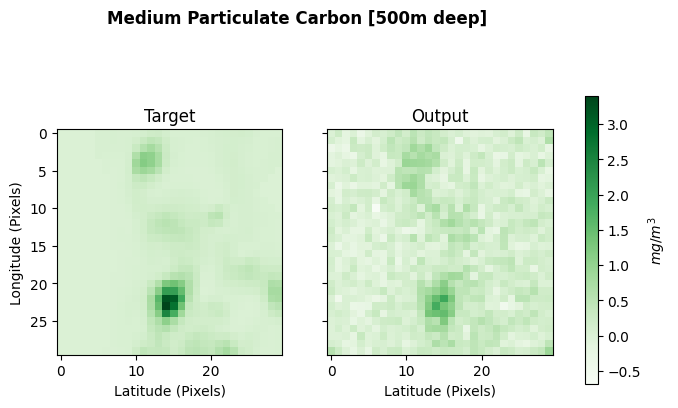 Medium Particulate Carbon [500m deep]
Target
Output
0
5
10
15
20
25
Longitude (Pixels)
0
10
20
Latitude (Pixels)
0
10
20
Latitude (Pixels)
3.0
2.5
2.0
1.5
1.0
0.5
0.0
−0.5
mg/m³